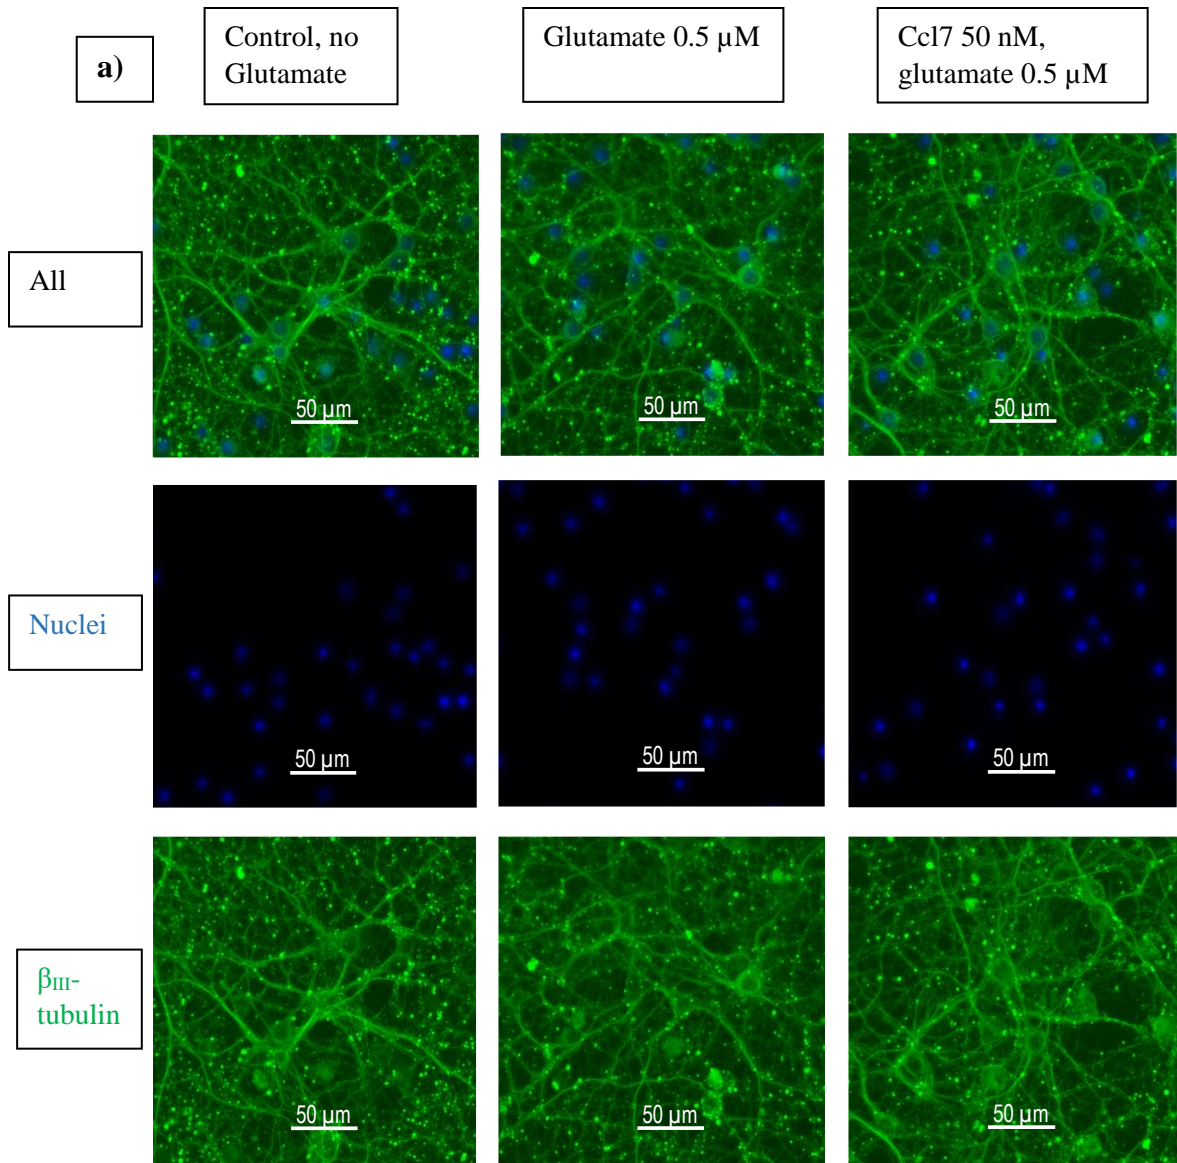 a)
Control, no
Glutamate
Glutamate 0.5 µM
Ccl7 50 nM,
glutamate 0.5 µM
All
50 µm
50 µm
50 µm
Nuclei
50 µm
50 µm
50 µm
βIII-
tubulin
50 µm
50 µm
50 µm